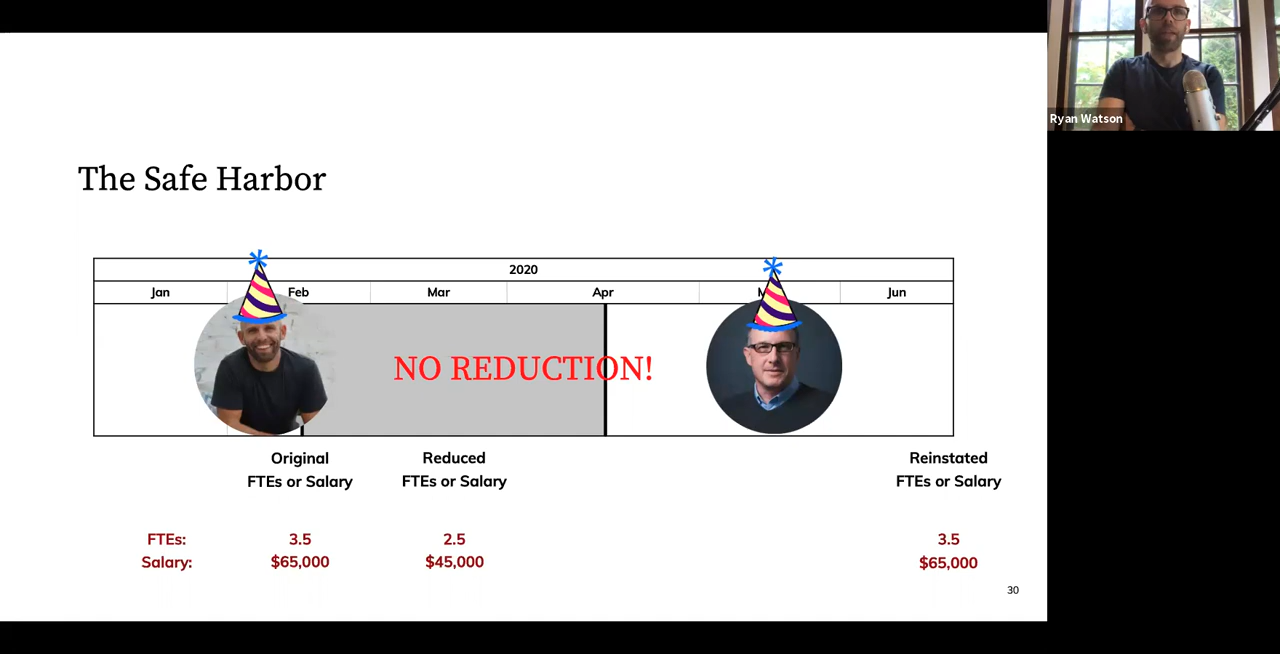 Ryan Watson
The Safe Harbor
2020
Jan Feb Mar Apr Jun
NO REDUCTION!
Original Reduced Reinstated
FTEs or Salary FTEs or Salary FTEs or Salary
FTEs: 3.5 2.5 3.5
Salary: $65,000 $45,000 $65,000
30